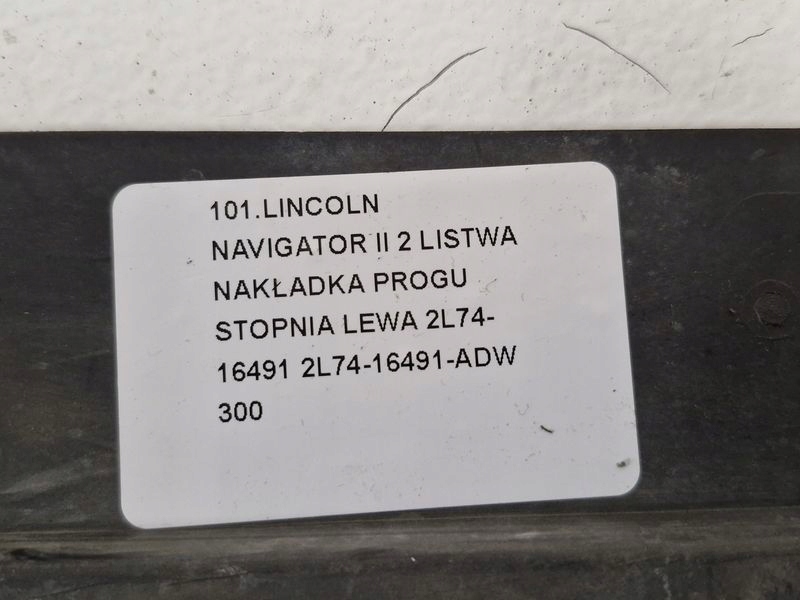 101.LINCOLN
NAVIGATOR II 2 LISTWA
NAKŁADKA PROGU
STOPNIA LEWA 2L74-
16491 2L74-16491-ADW
300